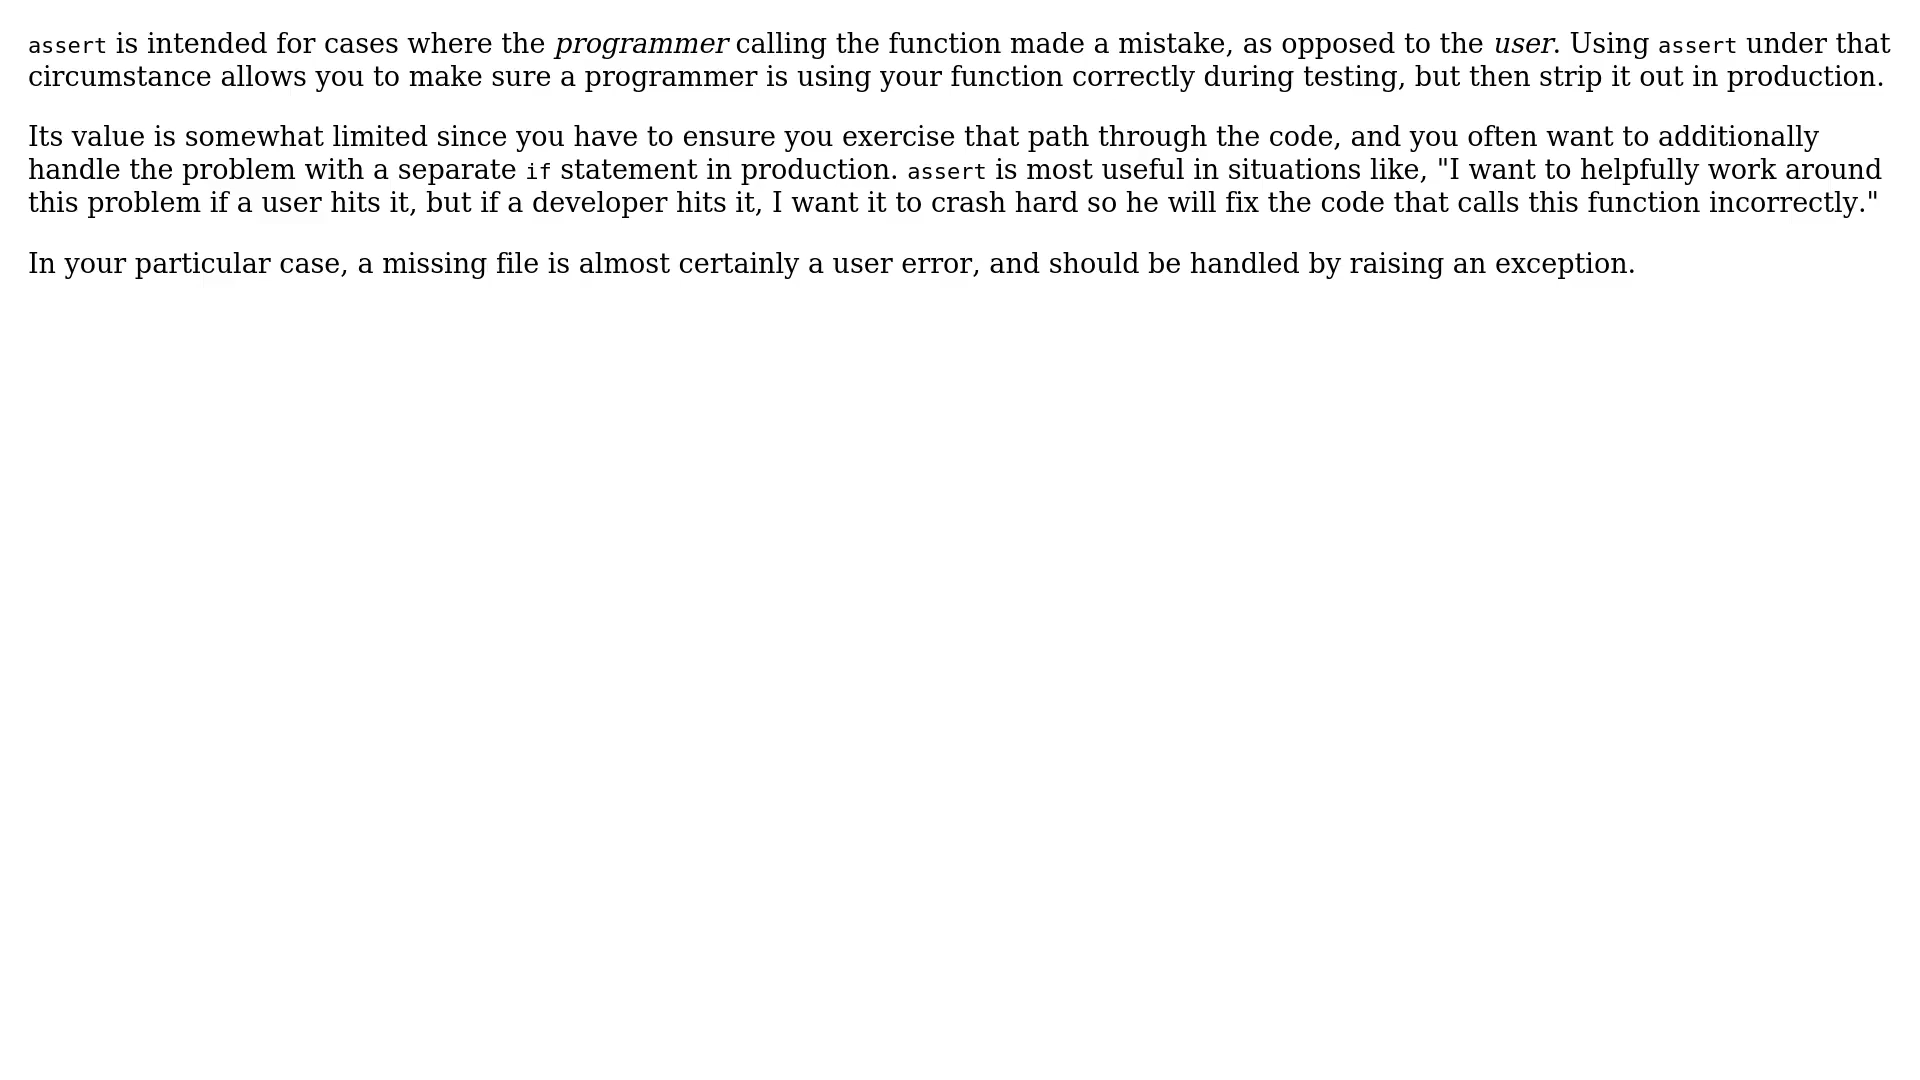 assert is intended for cases where the programmer calling the function made a mistake, as opposed to the user. Using assert under that
circumstance allows you to make sure a programmer is using your function correctly during testing, but then strip it out in production.
Its value is somewhat limited since you have to ensure you exercise that path through the code, and you often want to additionally
handle the problem with a separate if statement in production. assert is most useful in situations like, "I want to helpfully work around
this problem if a user hits it, but if a developer hits it, I want it to crash hard so he will fix the code that calls this function incorrectly."
In your particular case, a missing file is almost certainly a user error, and should be handled by raising an exception.